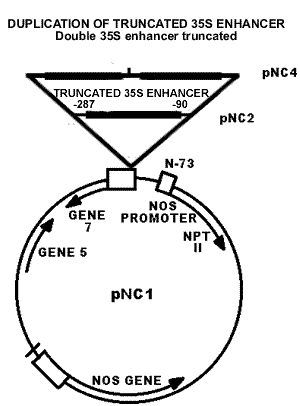 DUPLICATION OF TRUNCATED 35S ENHANCER
Double 35S enhancer truncated
pNC4
TRUNCATED 35S ENHANCER
-287
-90
pNC2
N-73
GENE
7
NOS
PROMOTER
NPT
II
GENE 5
pNC1
NOS GENE